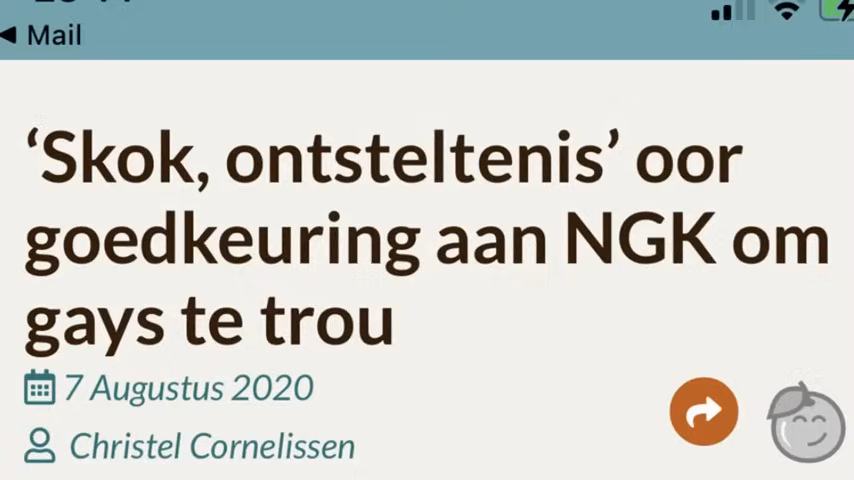 Mail
‘Skok, ontsteltenis’ oor
goedkeuring aan NGK om
gays te trou
7 Augustus 2020
Christel Cornelissen